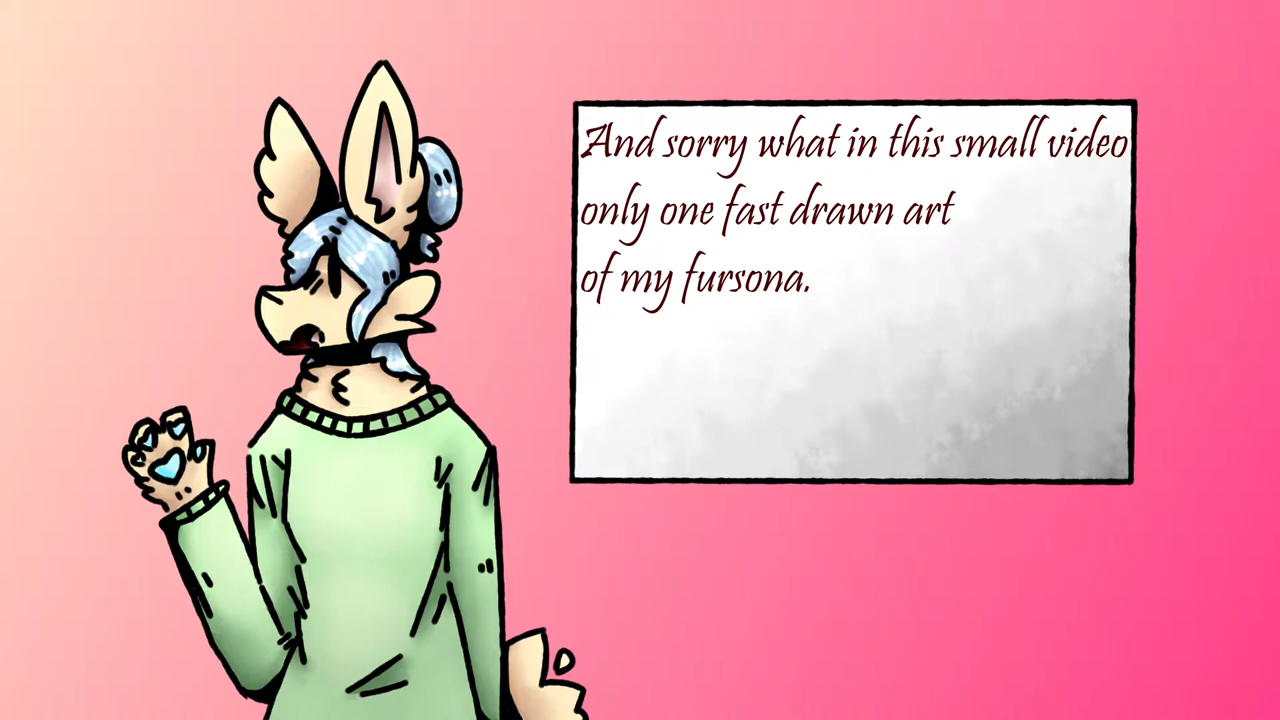 And sorry what in this small video
only one fast drawn art
of my fursona.